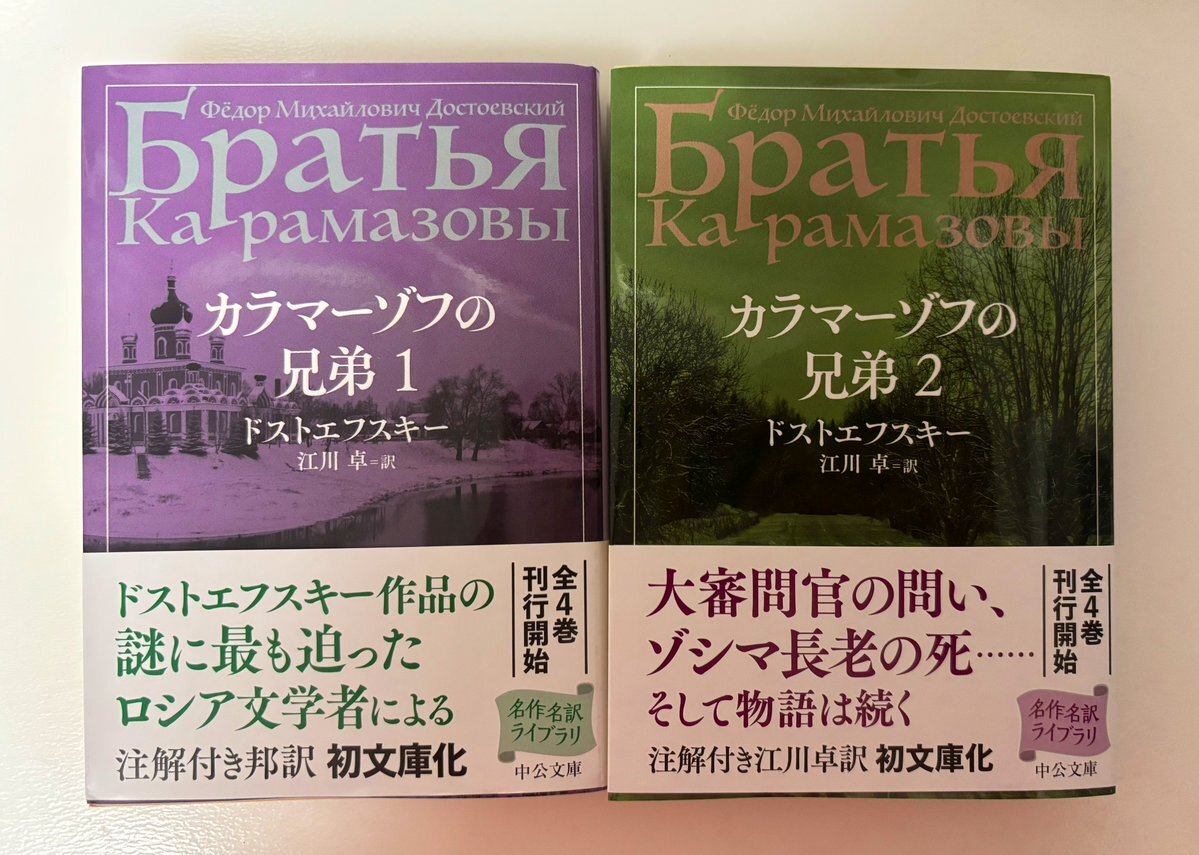 Фёдор Михайлович Достоевский
Братья
Карамазовы
カラマーゾフの
兄弟 1
ドストエフスキー
江川 卓=訳
ドストエフスキー作品の
謎に最も迫った
ロシア文学者による
注解付き邦訳 初文庫化
全4巻
刊行開始
名作名訳
ライブラリ
中公文庫
Фёдор Михайлович Достоевский
Братья
Карамазовы
カラマーゾフの
兄弟 2
ドストエフスキー
江川 卓=訳
大審問官の問い、
ゾシマ長老の死……
そして物語は続く
注解付き江川卓訳 初文庫化
全4巻
刊行開始
名作名訳
ライブラリ
中公文庫